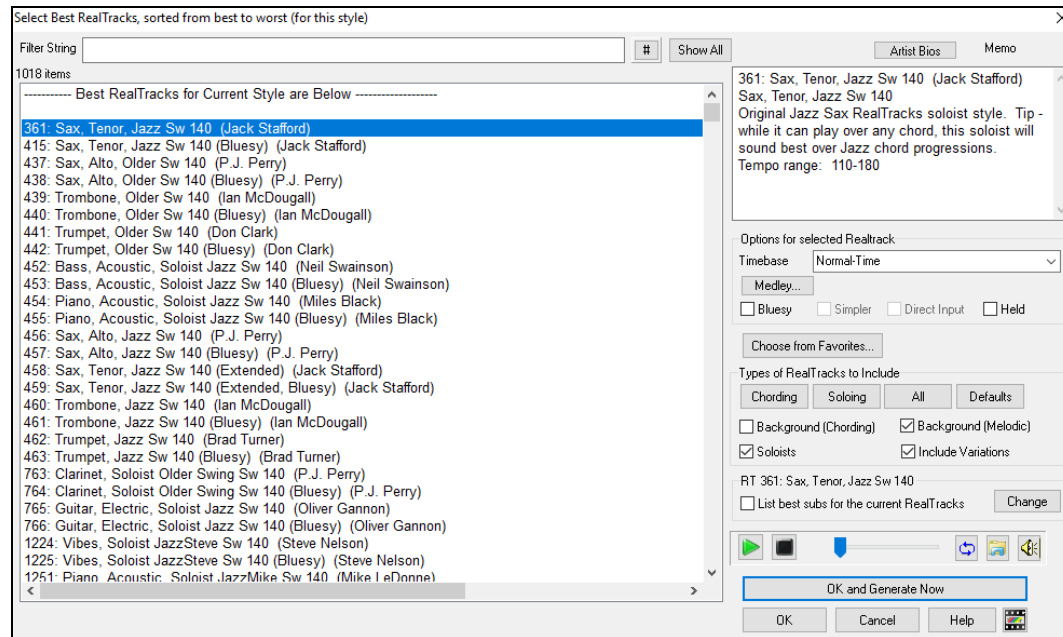 Select Best RealTracks, sorted from best to worst (for this style)
Filter String
#
Show All
Artist Bios
Memo
1018 items
----------- Best RealTracks for Current Style are Below -------------------
361: Sax, Tenor, Jazz Sw 140 (Jack Stafford)
415: Sax, Tenor, Jazz Sw 140 (Bluesy) (Jack Stafford)
437: Sax, Alto, Older Sw 140 (P.J. Perry)
438: Sax, Alto, Older Sw 140 (Bluesy) (P.J. Perry)
439: Trombone, Older Sw 140 (Ian McDougall)
440: Trombone, Older Sw 140 (Bluesy) (Ian McDougall)
441: Trumpet, Older Sw 140 (Don Clark)
442: Trumpet, Older Sw 140 (Bluesy) (Don Clark)
452: Bass, Acoustic, Soloist Jazz Sw 140 (Neil Swainson)
453: Bass, Acoustic, Soloist Jazz Sw 140 (Bluesy) (Neil Swainson)
454: Piano, Acoustic, Soloist Jazz Sw 140 (Miles Black)
455: Piano, Acoustic, Soloist Jazz Sw 140 (Bluesy) (Miles Black)
456: Sax, Alto, Jazz Sw 140 (P.J. Perry)
457: Sax, Alto, Jazz Sw 140 (Bluesy) (P.J. Perry)
458: Sax, Tenor, Jazz Sw 140 (Extended) (Jack Stafford)
459: Sax, Tenor, Jazz Sw 140 (Extended, Bluesy) (Jack Stafford)
460: Trombone, Jazz Sw 140 (Ian McDougall)
461: Trombone, Jazz Sw 140 (Bluesy) (Ian McDougall)
462: Trumpet, Jazz Sw 140 (Brad Turner)
463: Trumpet, Jazz Sw 140 (Bluesy) (Brad Turner)
763: Clarinet, Soloist Older Swing Sw 140 (P.J. Perry)
764: Clarinet, Soloist Older Swing Sw 140 (Bluesy) (P.J. Perry)
765: Guitar, Electric, Soloist Jazz Sw 140 (Oliver Gannon)
766: Guitar, Electric, Soloist Jazz Sw 140 (Bluesy) (Oliver Gannon)
1224: Vibes, Soloist JazzSteve Sw 140 (Steve Nelson)
1225: Vibes, Soloist JazzSteve Sw 140 (Bluesy) (Steve Nelson)
1251: Piano, Acoustic, Soloist JazzMike Sw 140 (Mike LeDonne)
361: Sax, Tenor, Jazz Sw 140 (Jack Stafford)
Sax, Tenor, Jazz Sw 140
Original Jazz Sax RealTracks soloist style. Tip -
while it can play over any chord, this soloist will
sound best over Jazz chord progressions.
Tempo range: 110-180
Options for selected Realtrack
Timebase Normal-Time
Medley...
Bluesy Simpler Direct Input Held
Choose from Favorites...
Types of RealTracks to Include
Chording Soloing All Defaults
Background (Chording) Background (Melodic)
Soloists Include Variations
RT 361: Sax, Tenor, Jazz Sw 140
List best subs for the current RealTracks Change
OK and Generate Now
OK Cancel Help